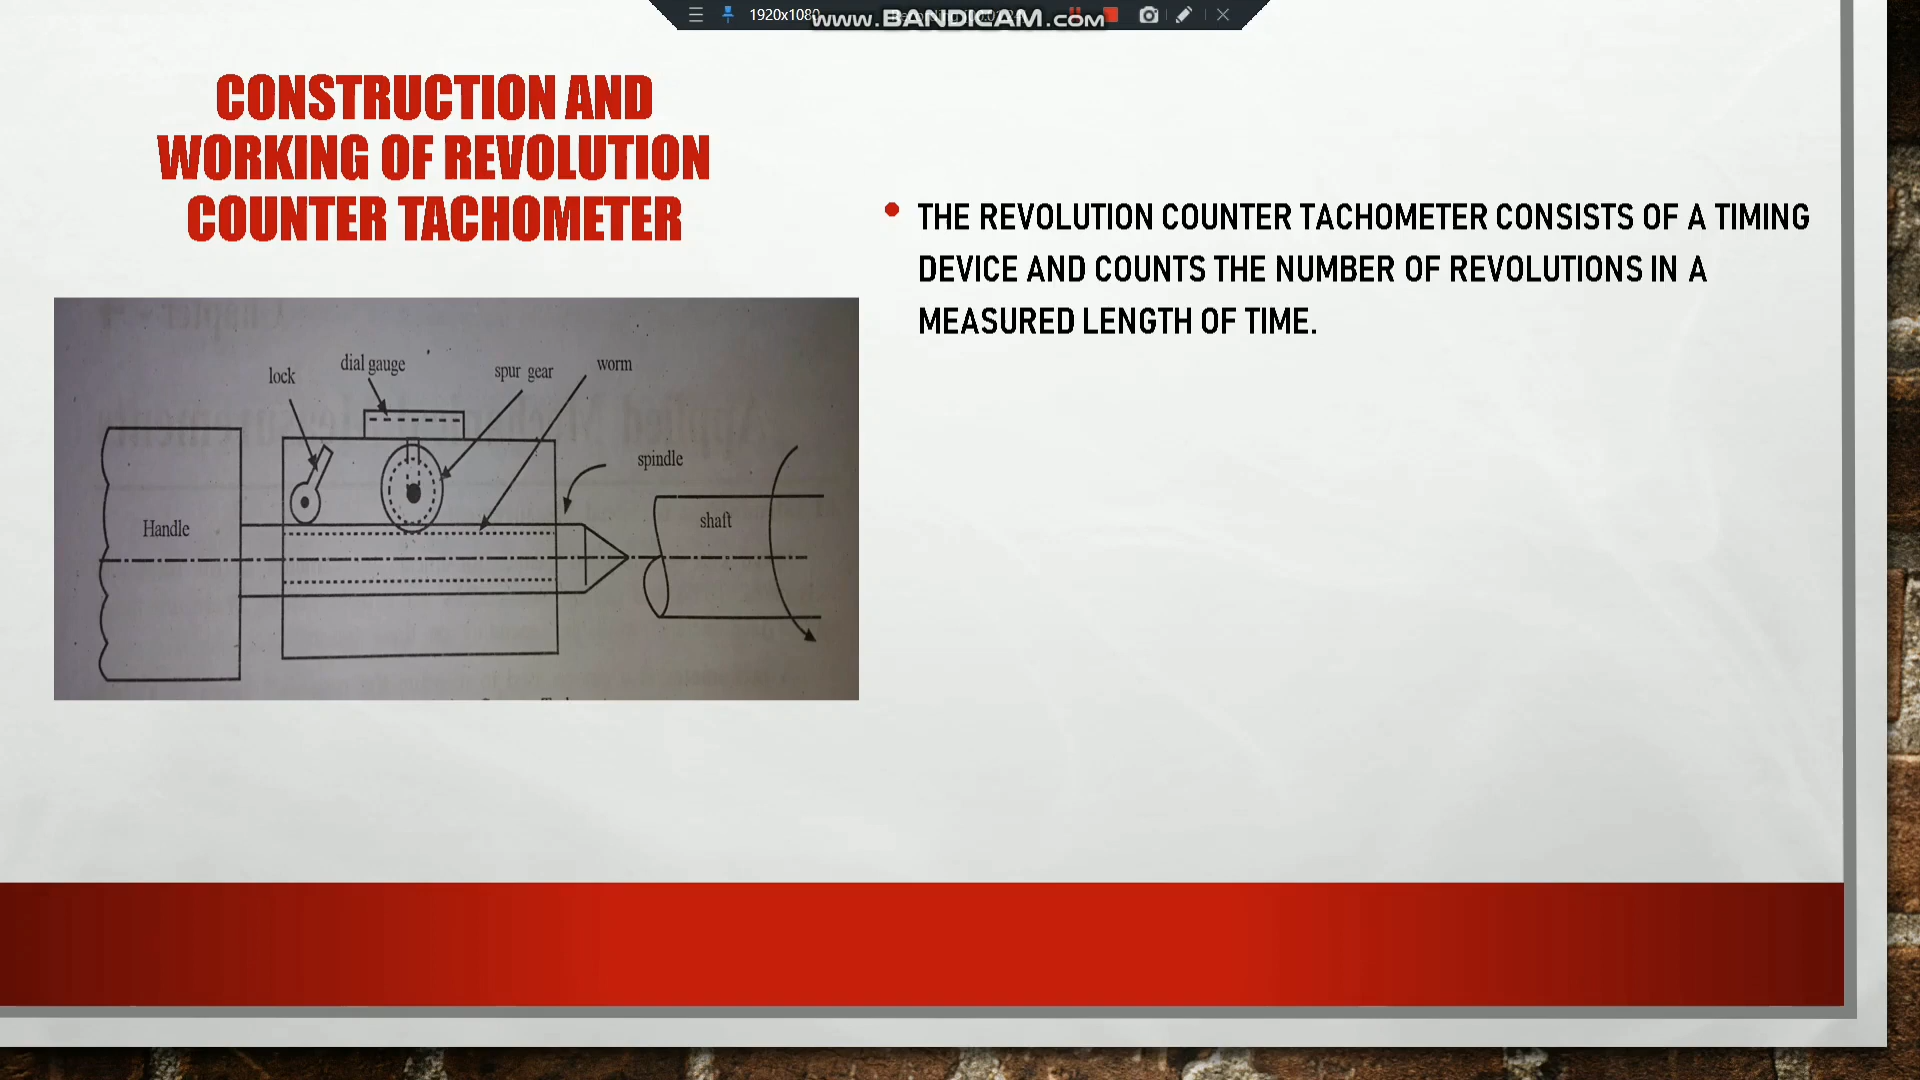 1920x1080
www.BANDICAM.com
CONSTRUCTION AND
WORKING OF REVOLUTION
COUNTER TACHOMETER
• THE REVOLUTION COUNTER TACHOMETER CONSISTS OF A TIMING
DEVICE AND COUNTS THE NUMBER OF REVOLUTIONS IN A
MEASURED LENGTH OF TIME.
lock
dial gauge
spur gear
worm
spindle
Handle
shaft